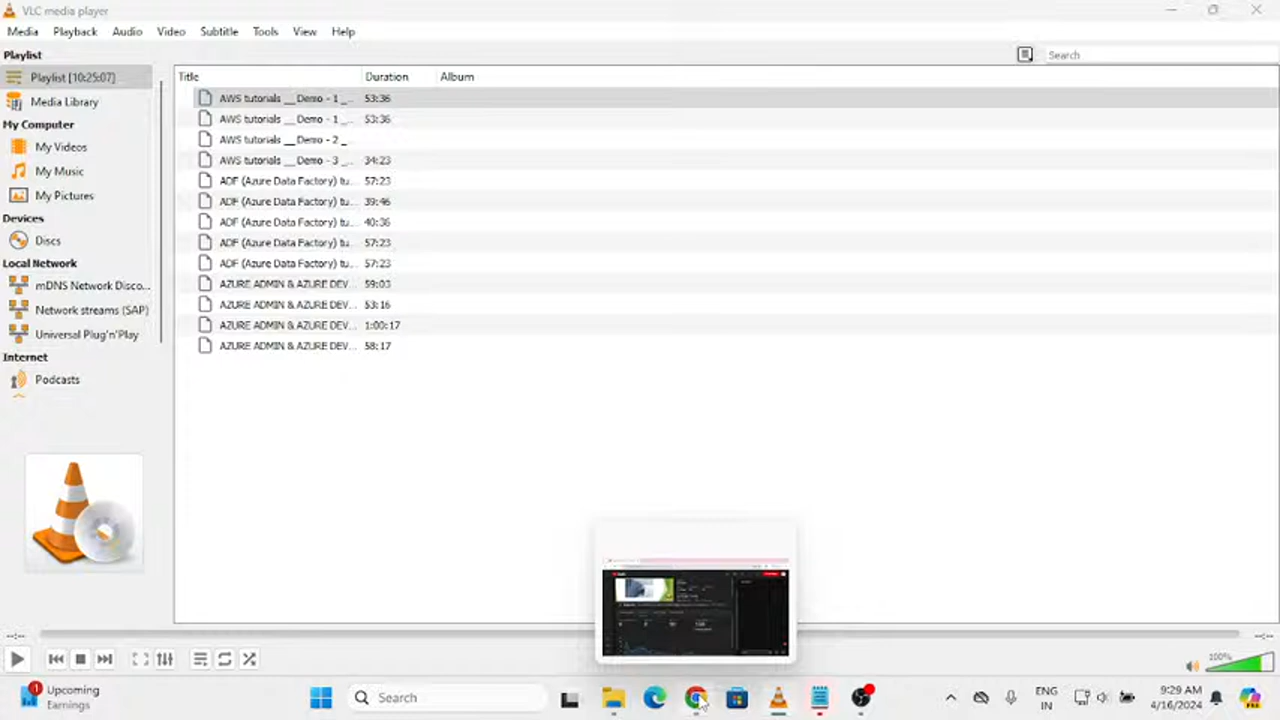 VLC media player
Media Playback Audio Video Subtitle Tools View Help
Playlist
Search
Playlist [10:25:07]
Media Library
My Computer
My Videos
My Music
My Pictures
Devices
Discs
Local Network
mDNS Network Disco...
Network streams (SAP)
Universal Plug'n'Play
Internet
Podcasts
Title Duration Album
AWS tutorials __ Demo - 1 _... 53:36
AWS tutorials __ Demo - 1 _... 53:36
AWS tutorials __ Demo - 2 _
AWS tutorials __ Demo - 3 _... 34:23
ADF (Azure Data Factory) tu... 57:23
ADF (Azure Data Factory) tu... 39:46
ADF (Azure Data Factory) tu... 40:36
ADF (Azure Data Factory) tu... 57:23
ADF (Azure Data Factory) tu... 57:23
AZURE ADMIN & AZURE DEV... 59:03
AZURE ADMIN & AZURE DEV... 53:16
AZURE ADMIN & AZURE DEV... 1:00:17
AZURE ADMIN & AZURE DEV... 58:17
--:-- --:--
100%
1
Upcoming
Earnings
Search
ENG
IN
9:29 AM
4/16/2024